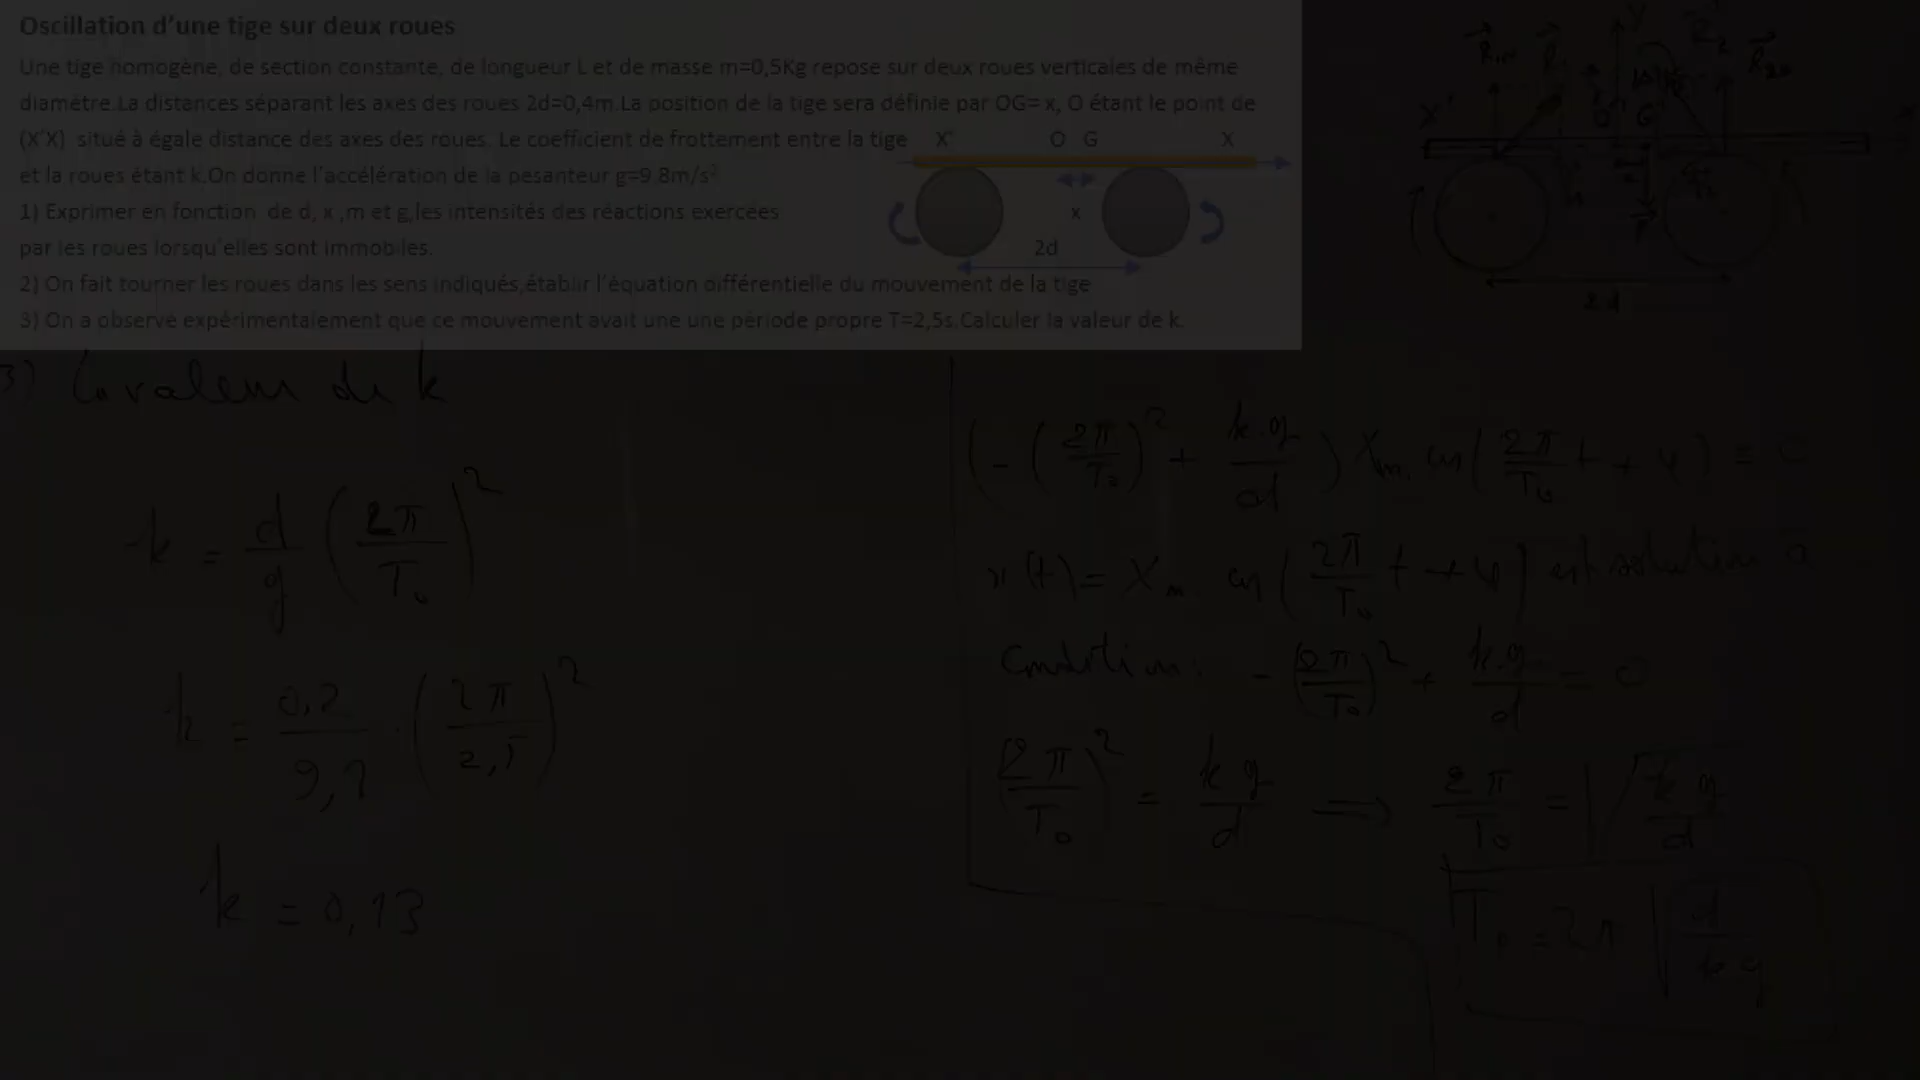 Oscillation d'une tige sur deux roues
Une tige homogène, de section constante, de longueur L et de masse m=0,5Kg repose sur deux roues verticales de même
diamètre.La distances séparant les axes des roues 2d=0,4m.La position de la tige sera définie par OG= x, O étant le point de
(X'X) situé à égale distance des axes des roues. Le coefficient de frottement entre la tige
et la roues étant k.On donne l'accélération de la pesanteur g=9.8m/s²
1) Exprimer en fonction de d, x ,m et g,les intensités des réactions exercées
par les roues lorsqu'elles sont immobiles.
2) On fait tourner les roues dans les sens indiqués,établir l'équation différentielle du mouvement de la tige
3) On a observé expérimentalement que ce mouvement avait une une période propre T=2,5s.Calculer la valeur de k.
X' O G X
x
2d
X' Y
2d
3) La valeur de k
k = d/g (2π/T₀)²
k = 0,2/9,8 · (2π/2,5)²
k = 0,13
(-(2π/T₀)² + k.g/d) Xm. cos(2π/T₀ t + φ) = 0
x(t) = Xm cos(2π/T₀ t + φ) est solution
Condition: -(2π/T₀)² + k.g/d = 0
(2π/T₀)² = kg/d ⟹ 2π/T₀ = √(kg/d)
T₀ = 2π √(d/kg)